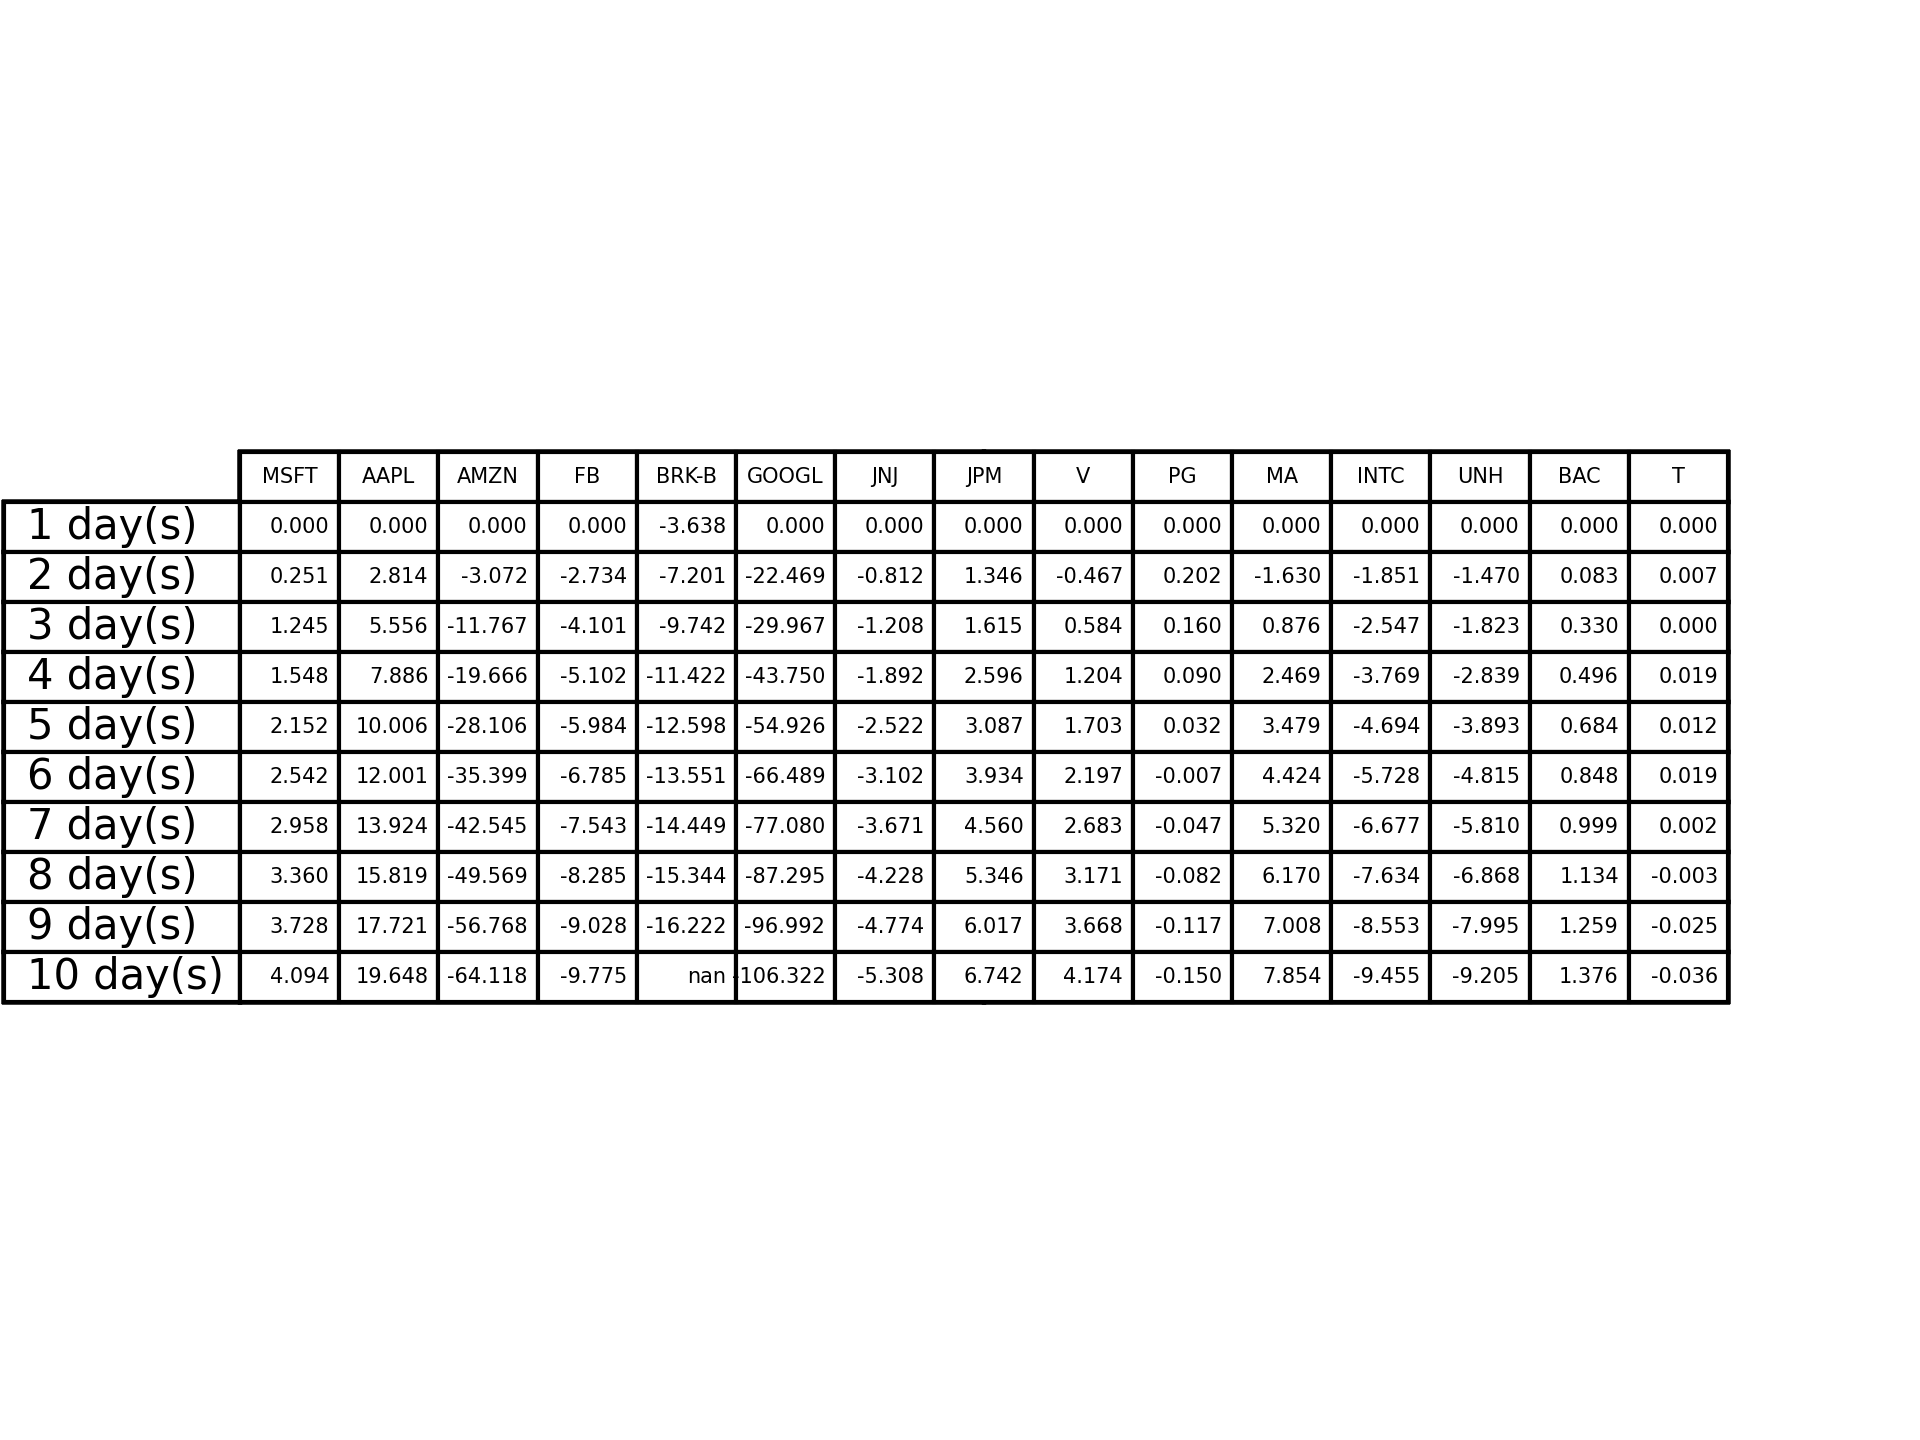 MSFT AAPL AMZN FB BRK-B GOOGL JNJ JPM V PG MA INTC UNH BAC T
1 day(s) 0.000 0.000 0.000 0.000 -3.638 0.000 0.000 0.000 0.000 0.000 0.000 0.000 0.000 0.000 0.000
2 day(s) 0.251 2.814 -3.072 -2.734 -7.201 -22.469 -0.812 1.346 -0.467 0.202 -1.630 -1.851 -1.470 0.083 0.007
3 day(s) 1.245 5.556 -11.767 -4.101 -9.742 -29.967 -1.208 1.615 0.584 0.160 0.876 -2.547 -1.823 0.330 0.000
4 day(s) 1.548 7.886 -19.666 -5.102 -11.422 -43.750 -1.892 2.596 1.204 0.090 2.469 -3.769 -2.839 0.496 0.019
5 day(s) 2.152 10.006 -28.106 -5.984 -12.598 -54.926 -2.522 3.087 1.703 0.032 3.479 -4.694 -3.893 0.684 0.012
6 day(s) 2.542 12.001 -35.399 -6.785 -13.551 -66.489 -3.102 3.934 2.197 -0.007 4.424 -5.728 -4.815 0.848 0.019
7 day(s) 2.958 13.924 -42.545 -7.543 -14.449 -77.080 -3.671 4.560 2.683 -0.047 5.320 -6.677 -5.810 0.999 0.002
8 day(s) 3.360 15.819 -49.569 -8.285 -15.344 -87.295 -4.228 5.346 3.171 -0.082 6.170 -7.634 -6.868 1.134 -0.003
9 day(s) 3.728 17.721 -56.768 -9.028 -16.222 -96.992 -4.774 6.017 3.668 -0.117 7.008 -8.553 -7.995 1.259 -0.025
10 day(s) 4.094 19.648 -64.118 -9.775 nan -106.322 -5.308 6.742 4.174 -0.150 7.854 -9.455 -9.205 1.376 -0.036